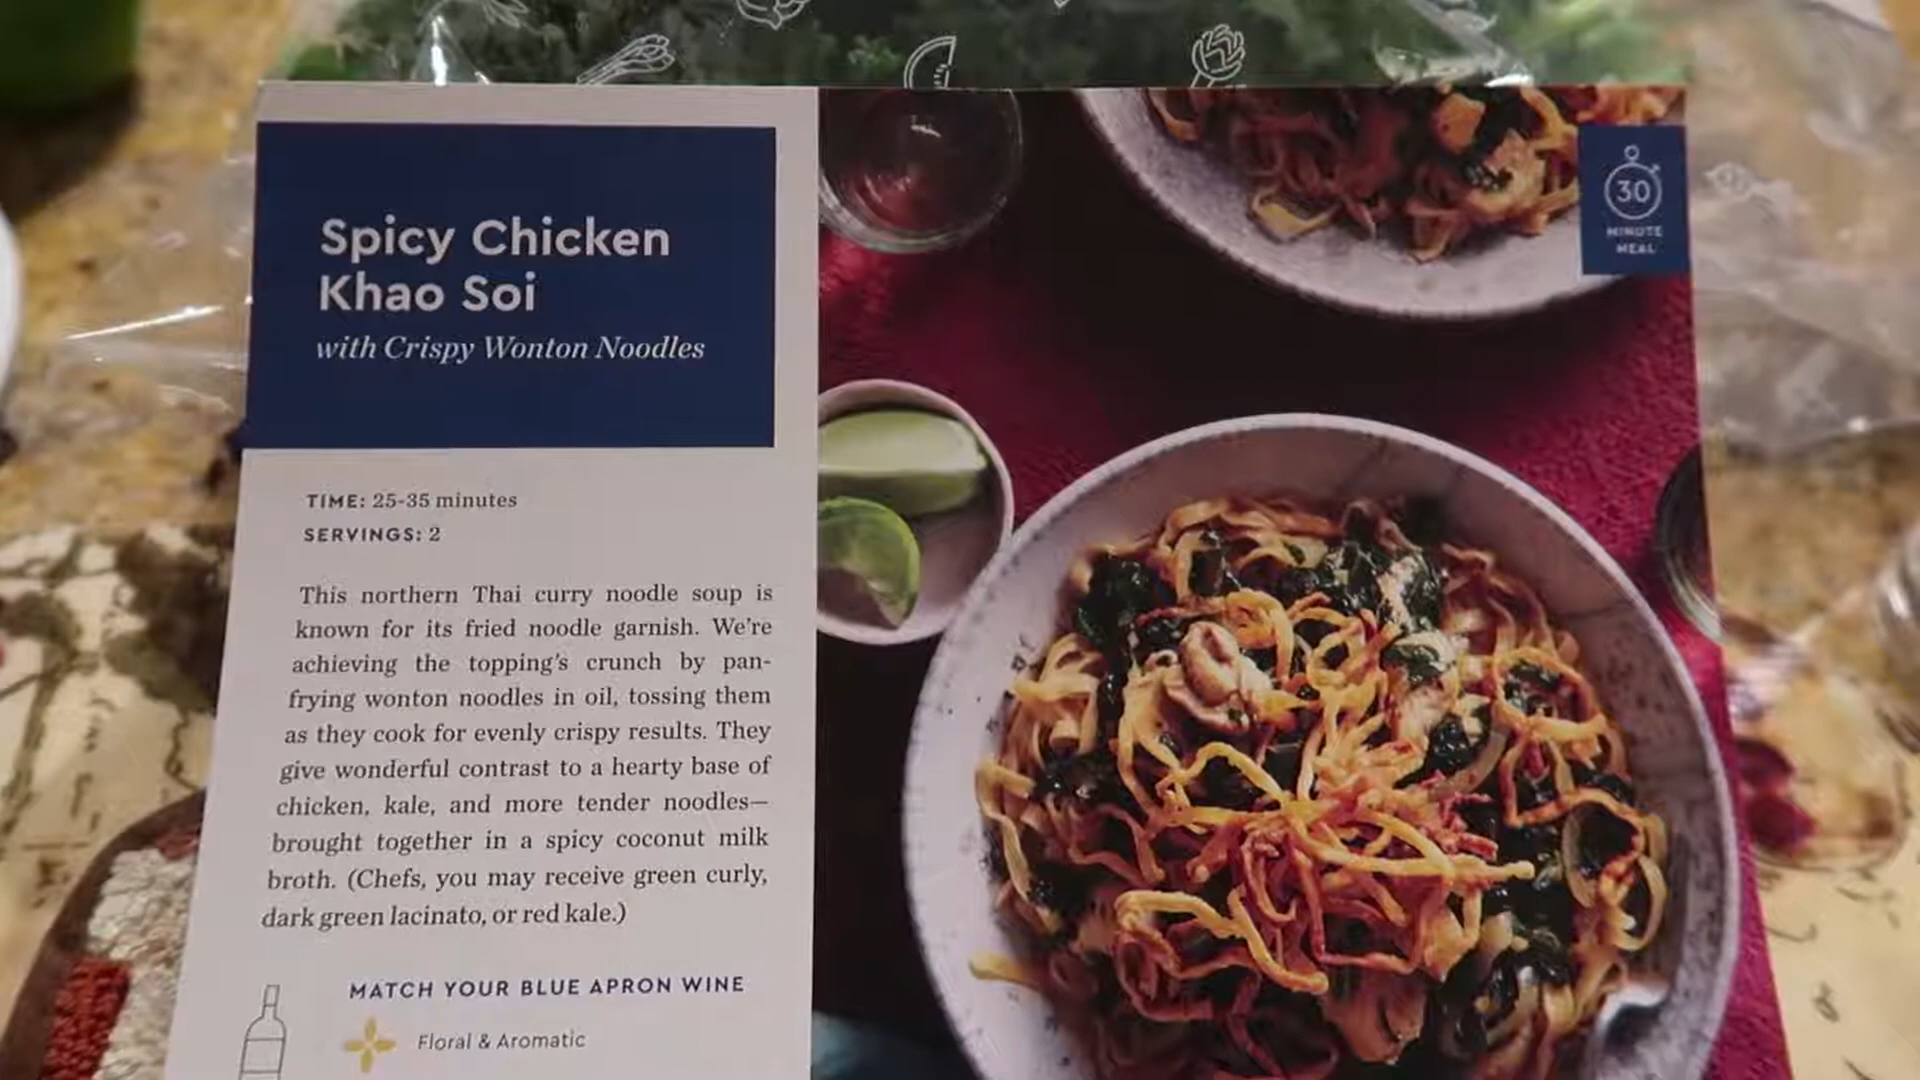 Spicy Chicken
Khao Soi
with Crispy Wonton Noodles
TIME: 25-35 minutes
SERVINGS: 2
This northern Thai curry noodle soup is
known for its fried noodle garnish. We're
achieving the topping's crunch by pan-
frying wonton noodles in oil, tossing them
as they cook for evenly crispy results. They
give wonderful contrast to a hearty base of
chicken, kale, and more tender noodles—
brought together in a spicy coconut milk
broth. (Chefs, you may receive green curly,
dark green lacinato, or red kale.)
MATCH YOUR BLUE APRON WINE
Floral & Aromatic
30
MINUTE
MEAL